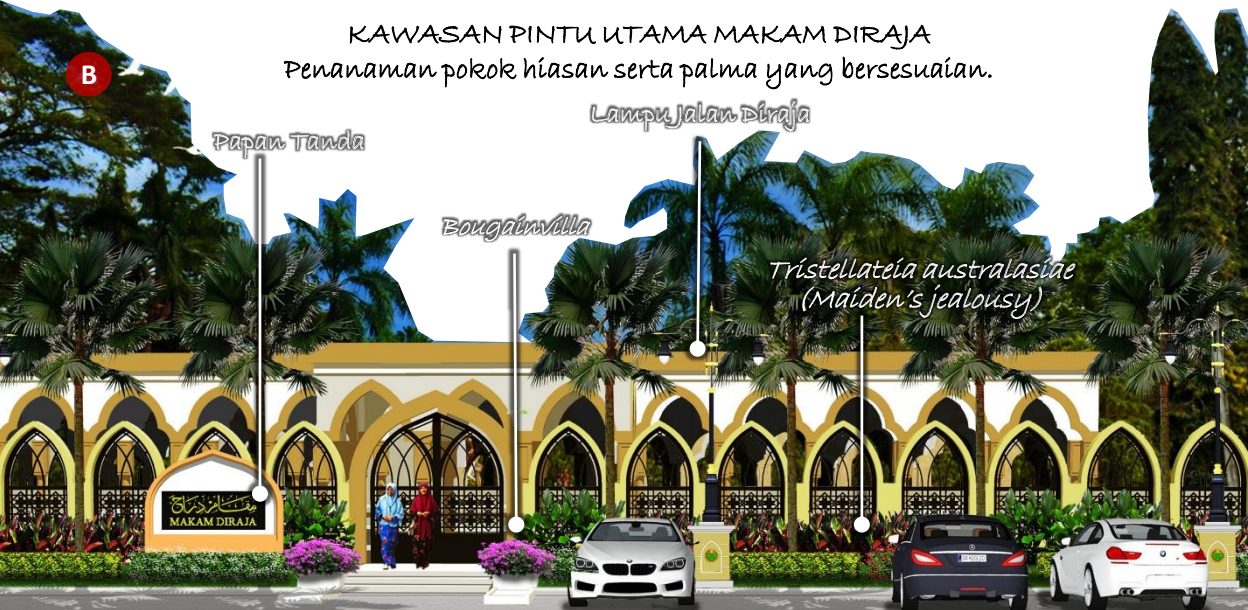 B
KAWASAN PINTU UTAMA MAKAM DIRAJA
Penanaman pokok hiasan serta palma yang bersesuaian.
Lampu Jalan Diraja
Papan Tanda
Bougainvilla
Tristellateia australasiae
(Maiden's jealousy)
مقام دراج
MAKAM DIRAJA